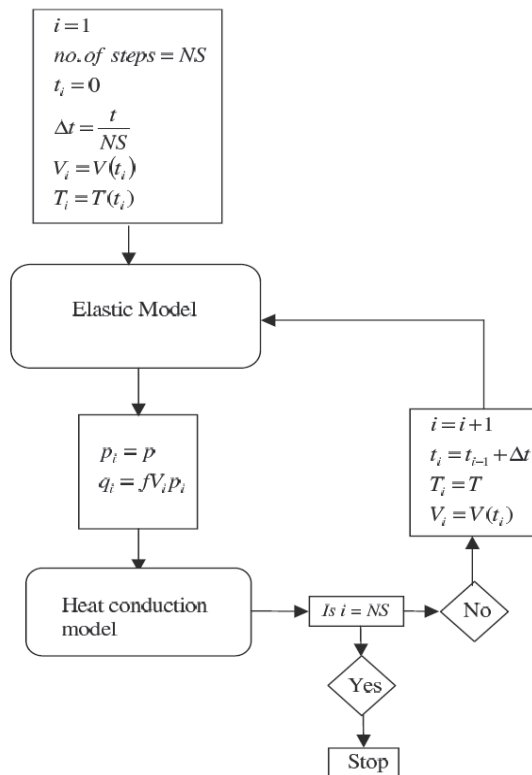 i=1
no. of steps = NS
t_i = 0
Δt = t/NS
V_i = V(t_i)
T_i = T(t_i)
Elastic Model
p_i = p
q_i = fV_i p_i
Heat conduction
model
Is i = NS
No
i = i+1
t_i = t_{i-1} + Δt
T_i = T
V_i = V(t_i)
Yes
Stop